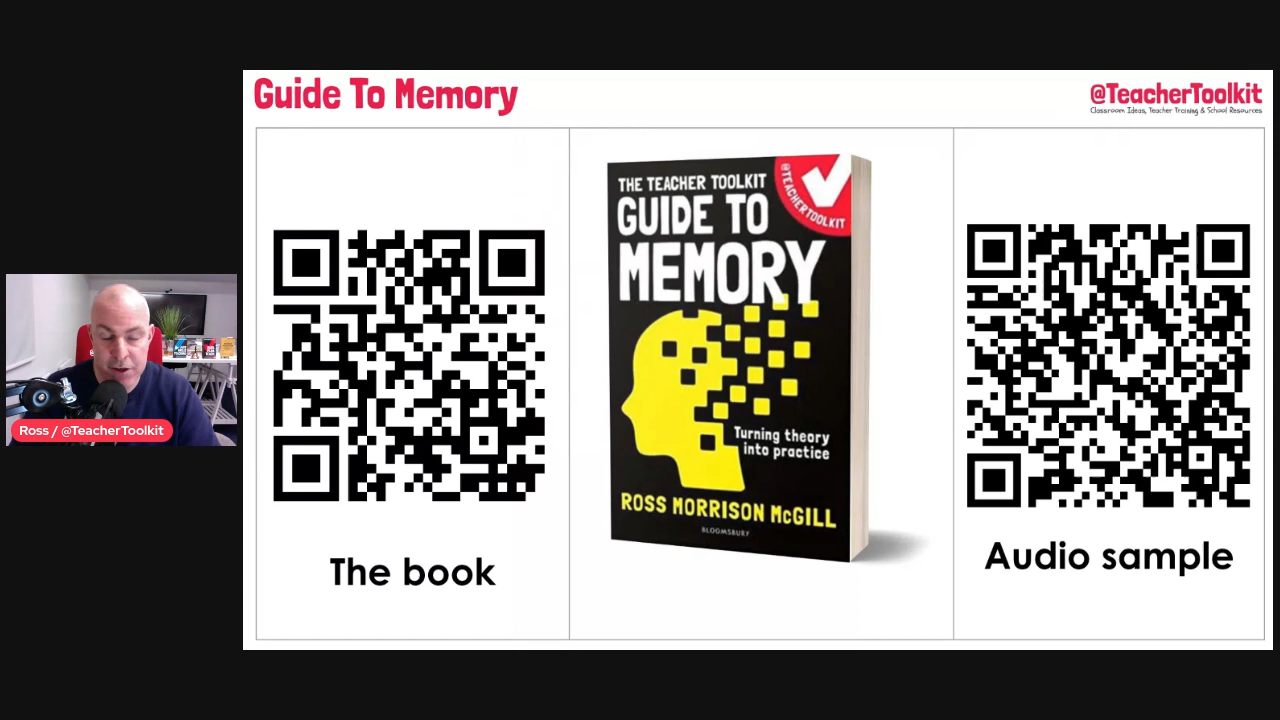 Guide To Memory
@TeacherToolkit
Classroom Ideas, Teacher Training & School Resources
Ross / @TeacherToolkit
The book
@TEACHERTOOLKIT
THE TEACHER TOOLKIT
GUIDE TO
MEMORY
Turning theory
into practice
ROSS MORRISON McGILL
BLOOMSBURY
Audio sample